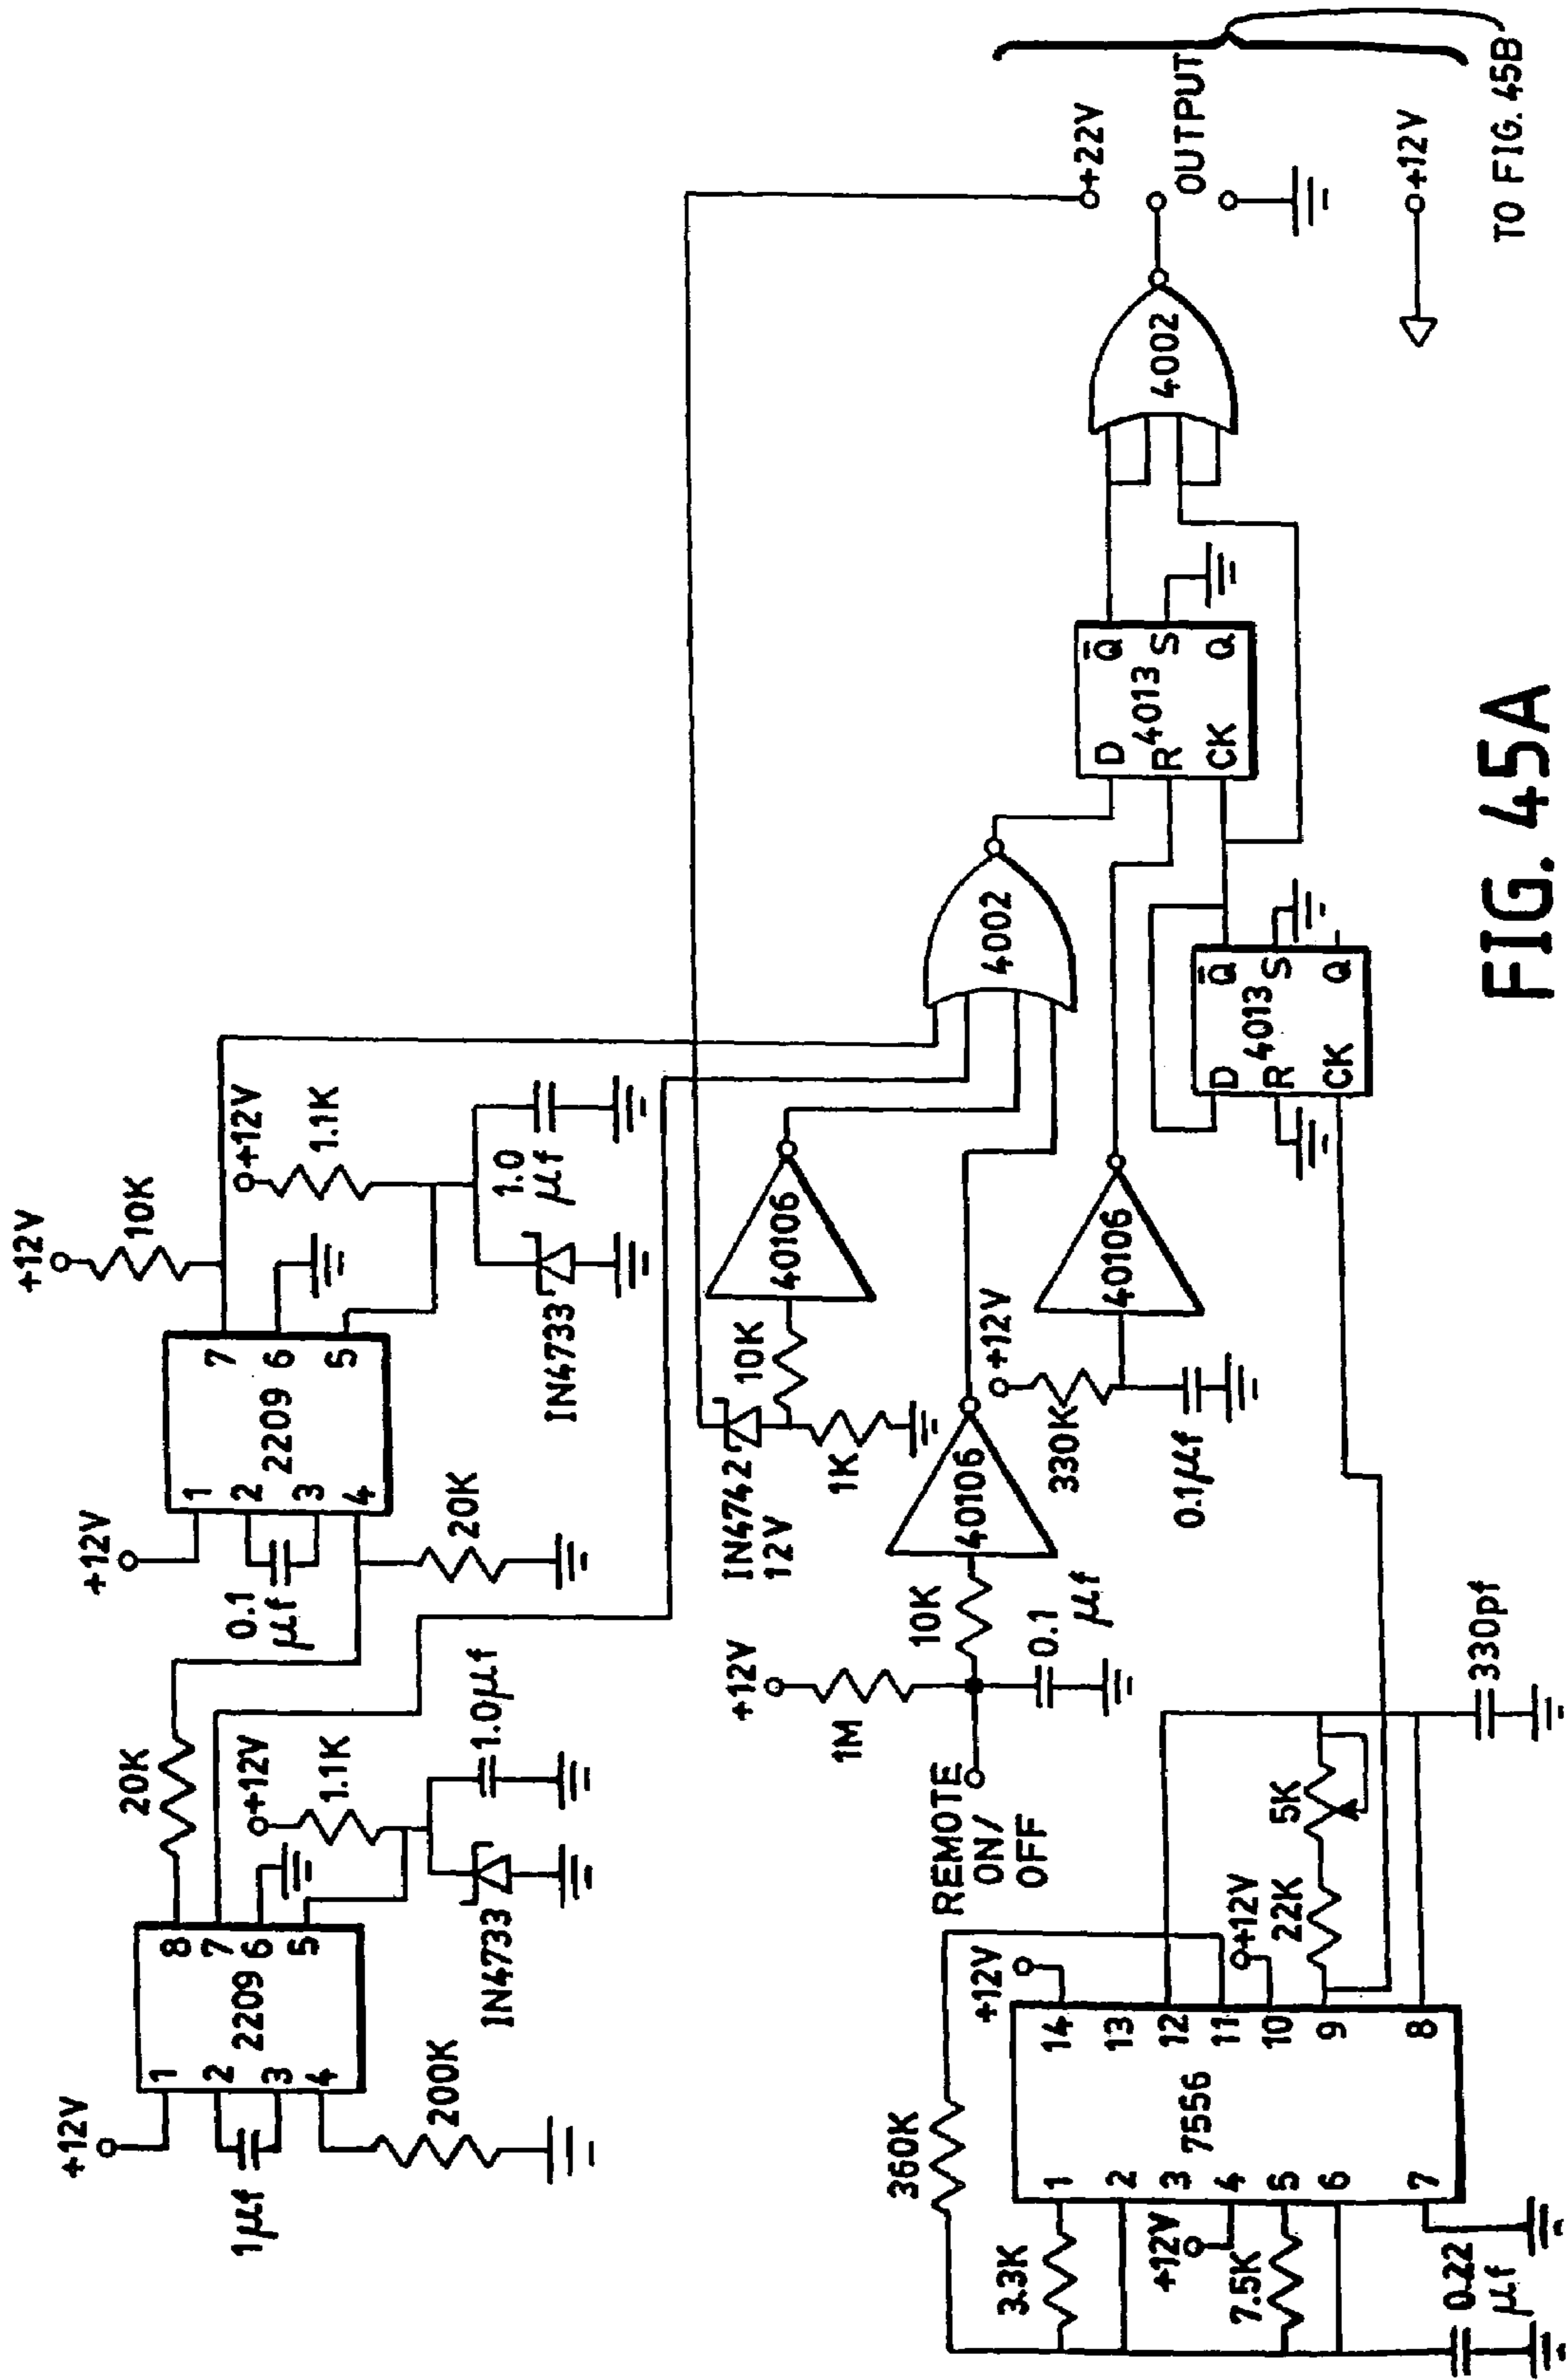 +12V
10K
+12V
1
2
3
4
2209
7
6
5
0.1
μf
20K
+12V
1.1K
1.0
μf
IN4733
20K
+12V
1
2
3
4
2209
8
7
6
5
1μf
200K
+12V
1.1K
1.0μf
IN4733
IN4742
12V
10K
1K
40106
+12V
1M
REMOTE
ON/
OFF
10K
0.1
μf
40106
+12V
330K
0.1μf
40106
4002
D
R
CK
4013
Q̅
S
Q
D
R
CK
4013
Q̅
S
Q
4002
+22V
OUTPUT
+12V
TO FIG. 45B
360K
+12V
1
2
3
4
5
6
7
7556
14
13
12
11
10
9
8
3.3K
+12V
7.5K
0.22
μf
+12V
22K
5K
330pf
FIG. 45A